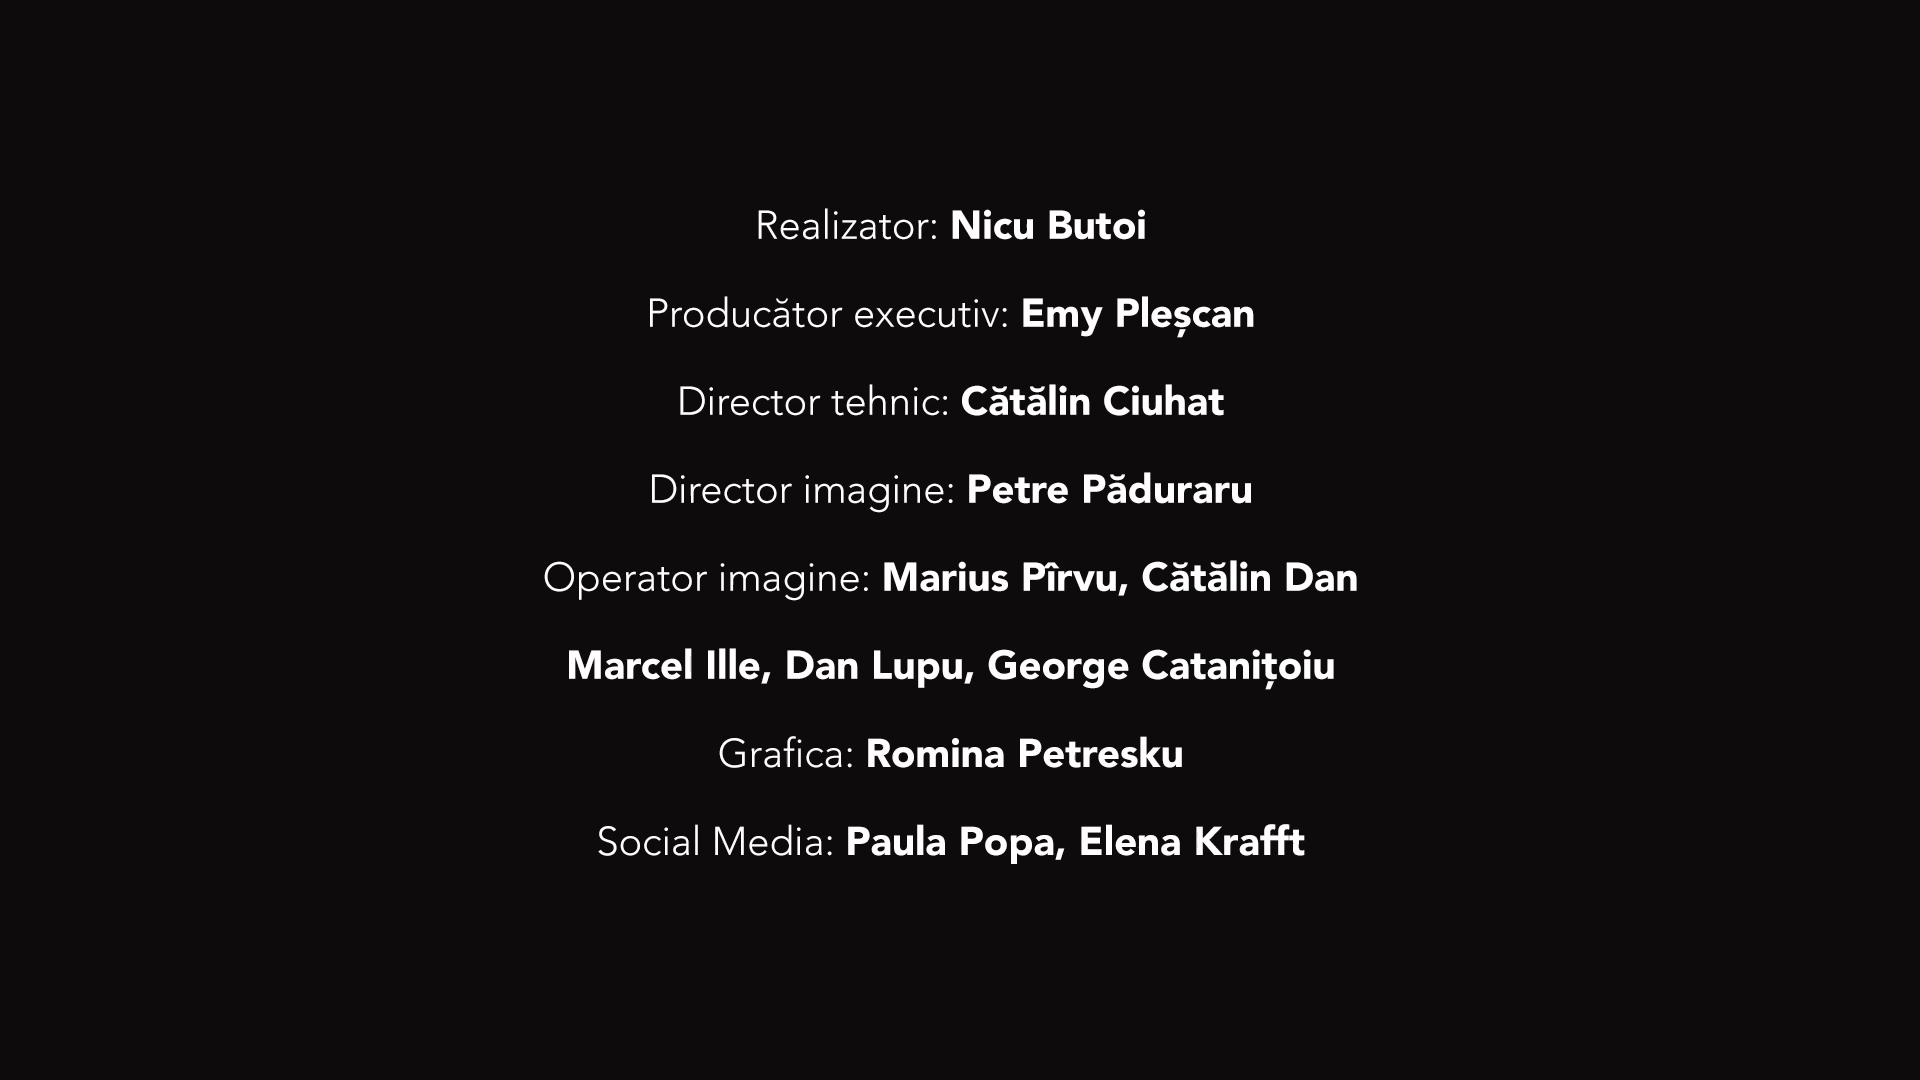 Realizator: Nicu Butoi
Producător executiv: Emy Pleșcan
Director tehnic: Cătălin Ciuhat
Director imagine: Petre Păduraru
Operator imagine: Marius Pîrvu, Cătălin Dan
Marcel Ille, Dan Lupu, George Catanițoiu
Grafica: Romina Petresku
Social Media: Paula Popa, Elena Krafft